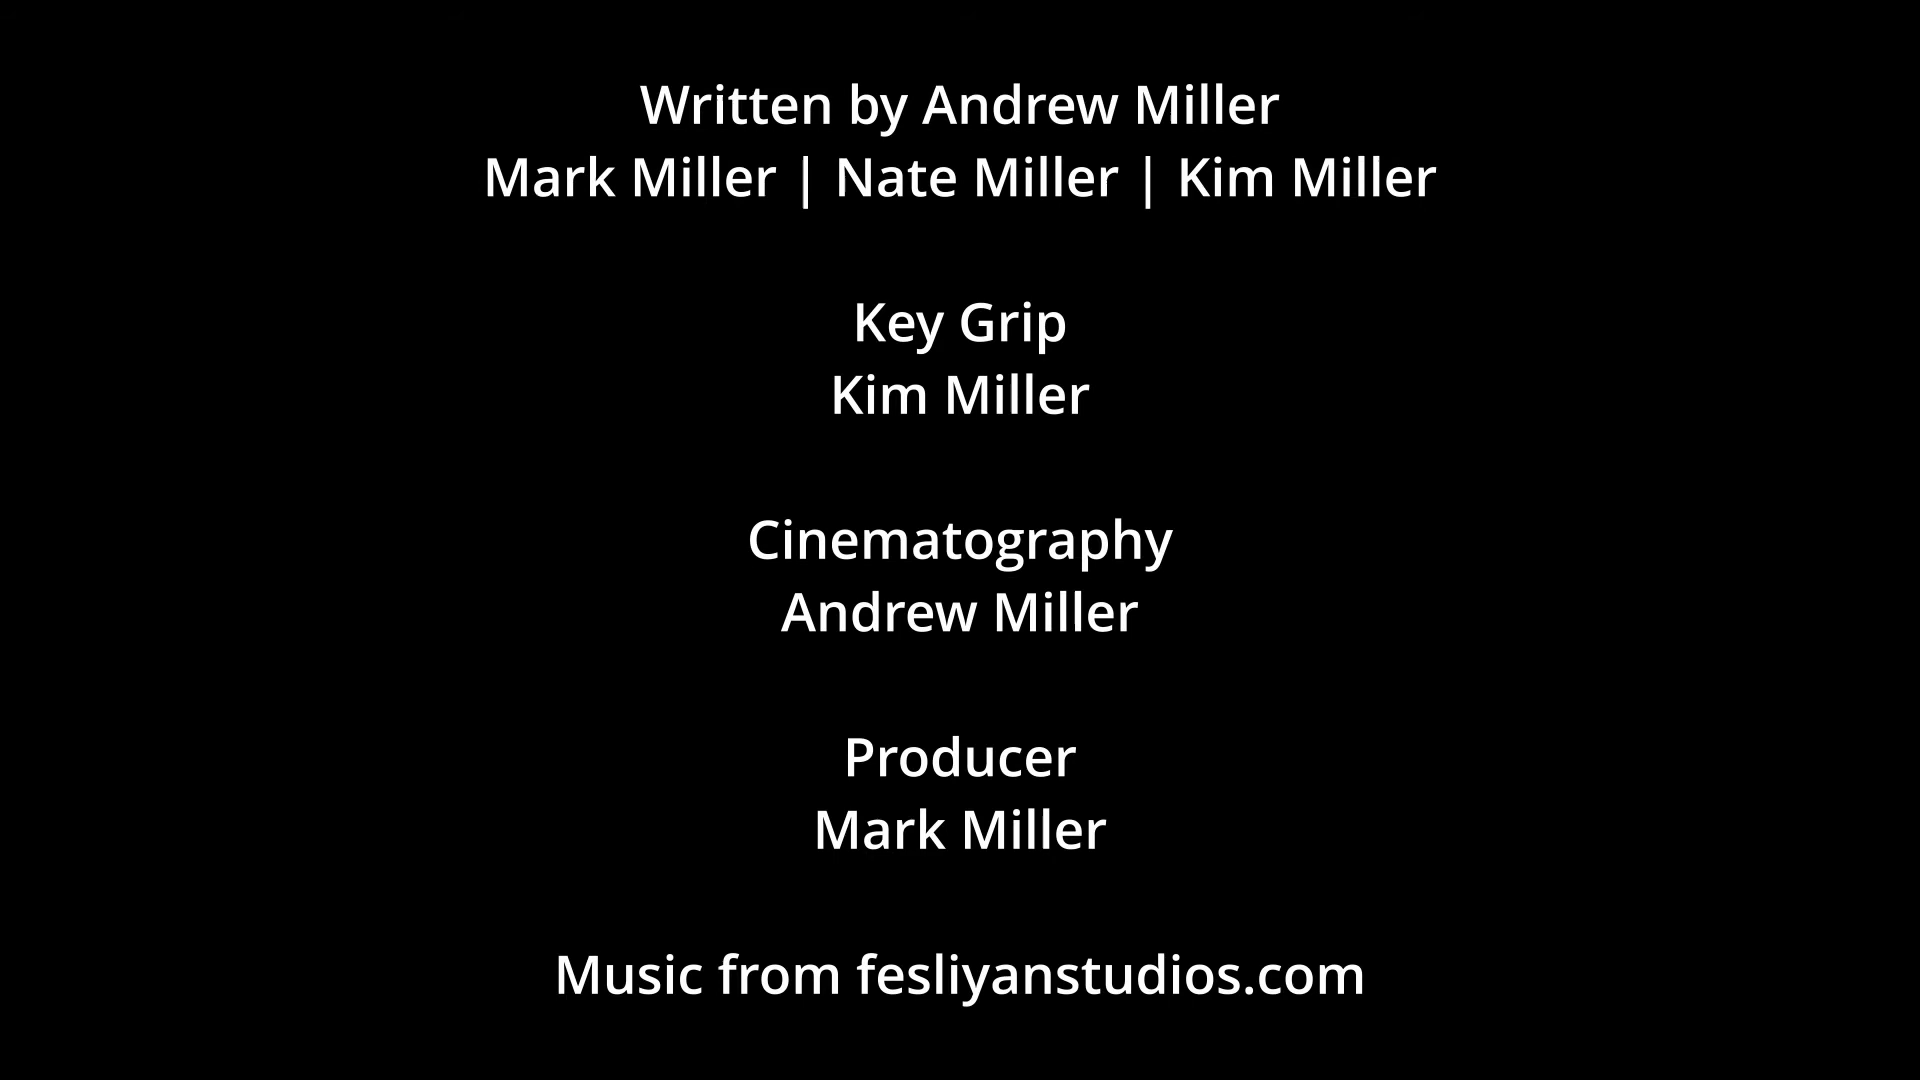 Written by Andrew Miller
Mark Miller | Nate Miller | Kim Miller
Key Grip
Kim Miller
Cinematography
Andrew Miller
Producer
Mark Miller
Music from fesliyanstudios.com